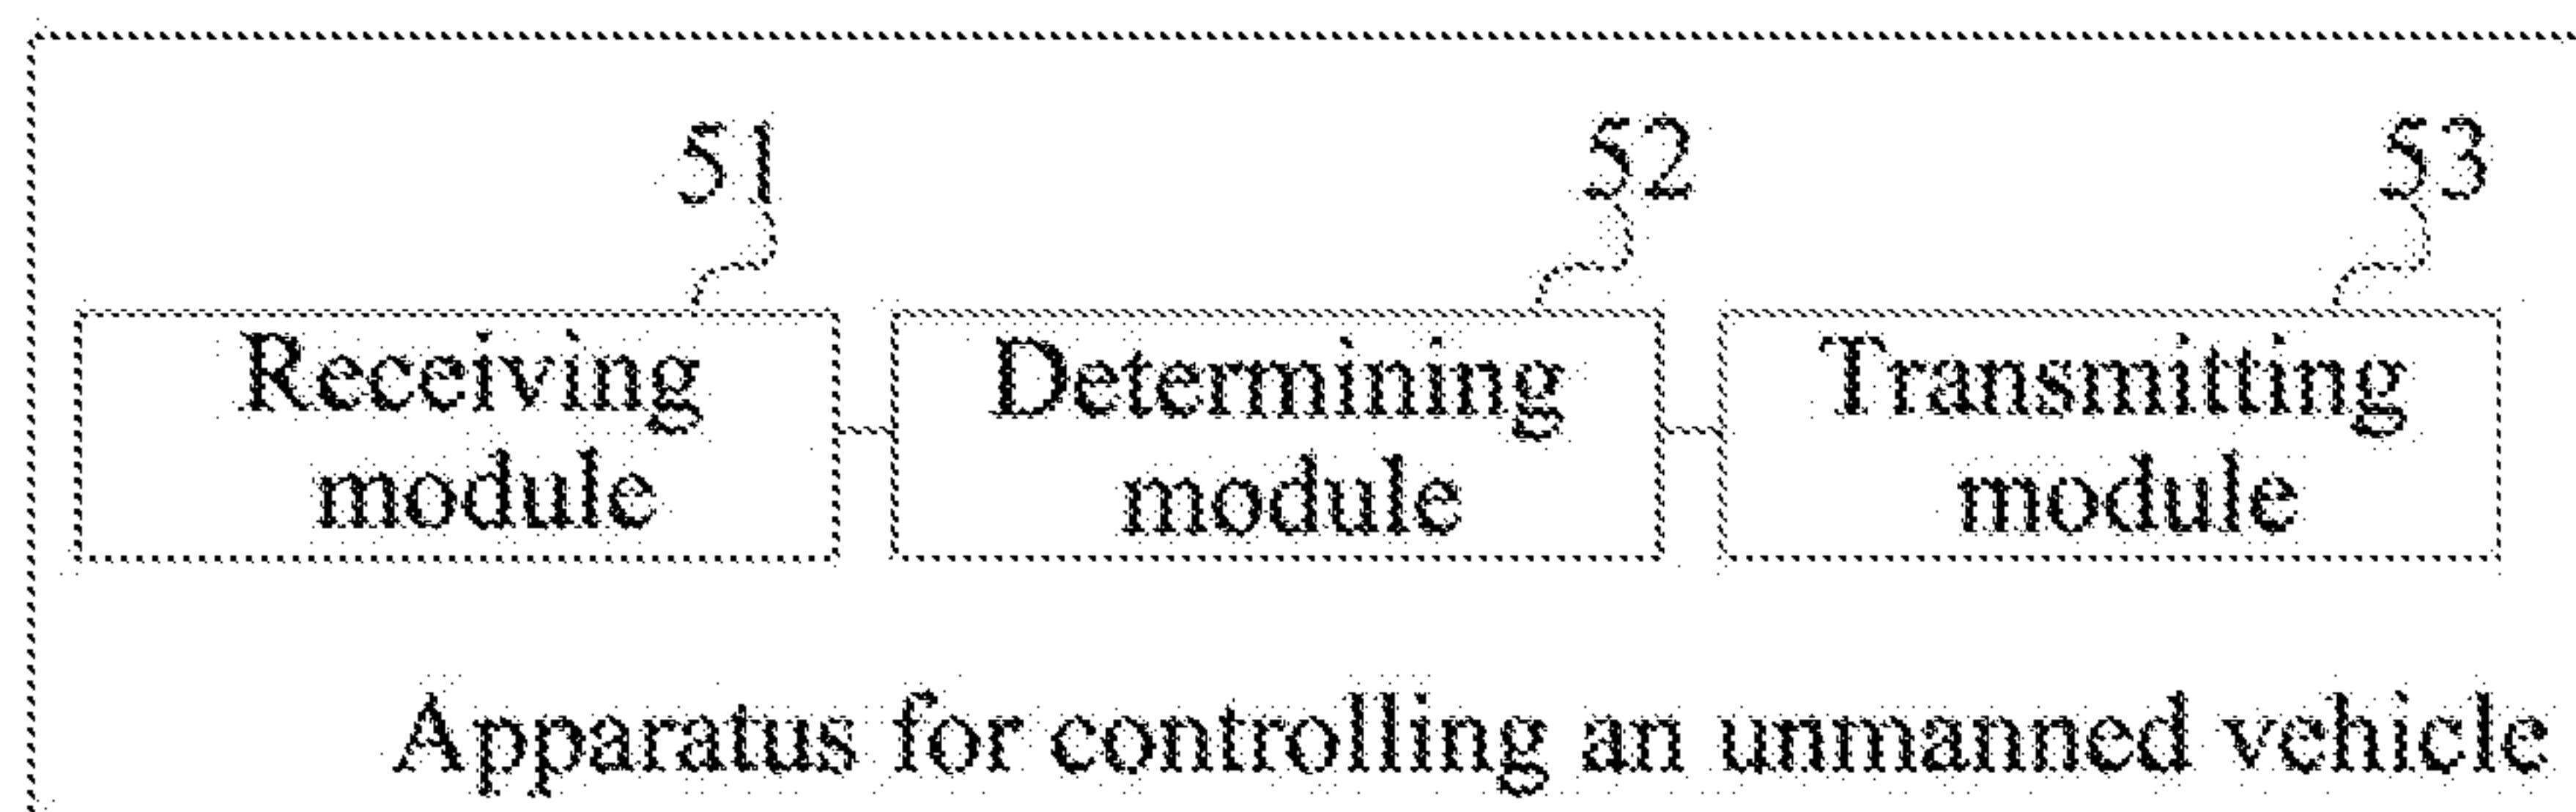 51 52 53
Receiving Determining Transmitting
module module module
Apparatus for controlling an unmanned vehicle